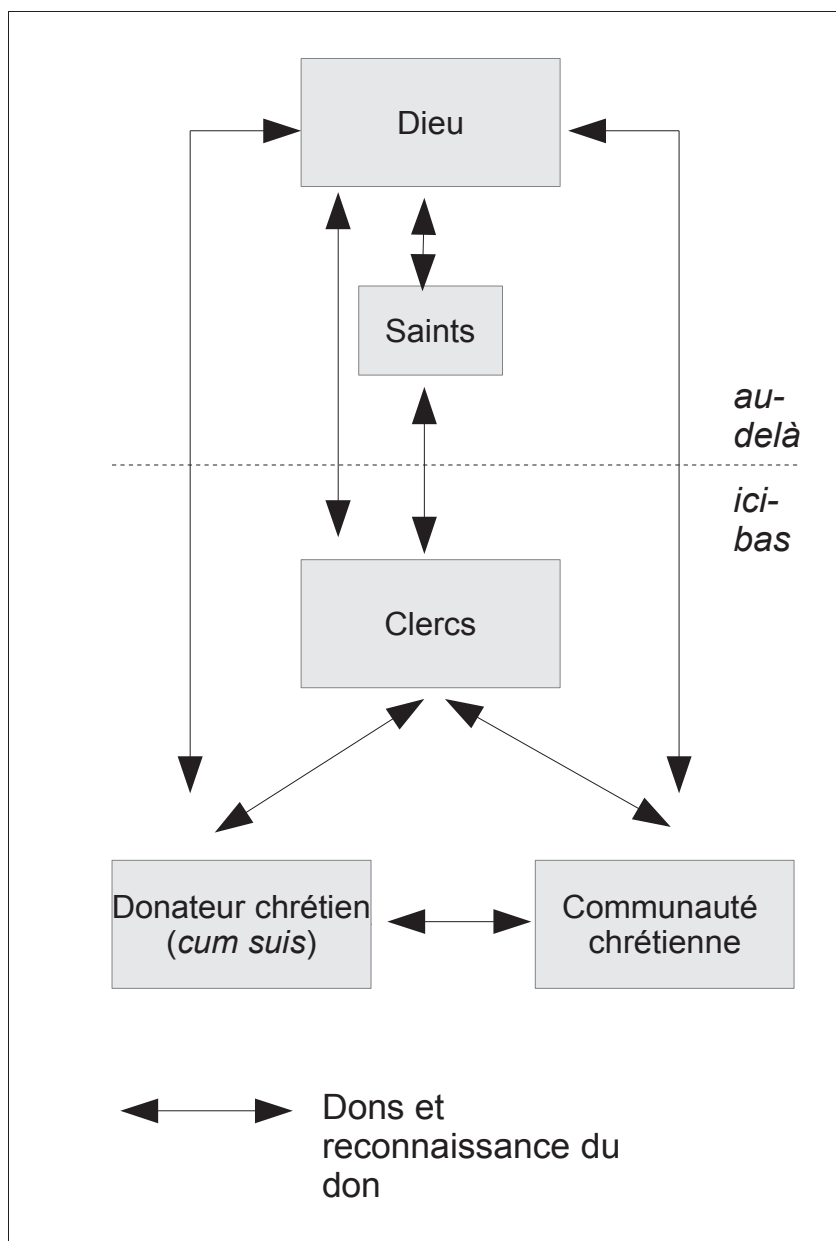 Dieu
Saints
au-
delà
ici-
bas
Clercs
Donateur chrétien
(cum suis)
Communauté
chrétienne
Dons et
reconnaissance du
don